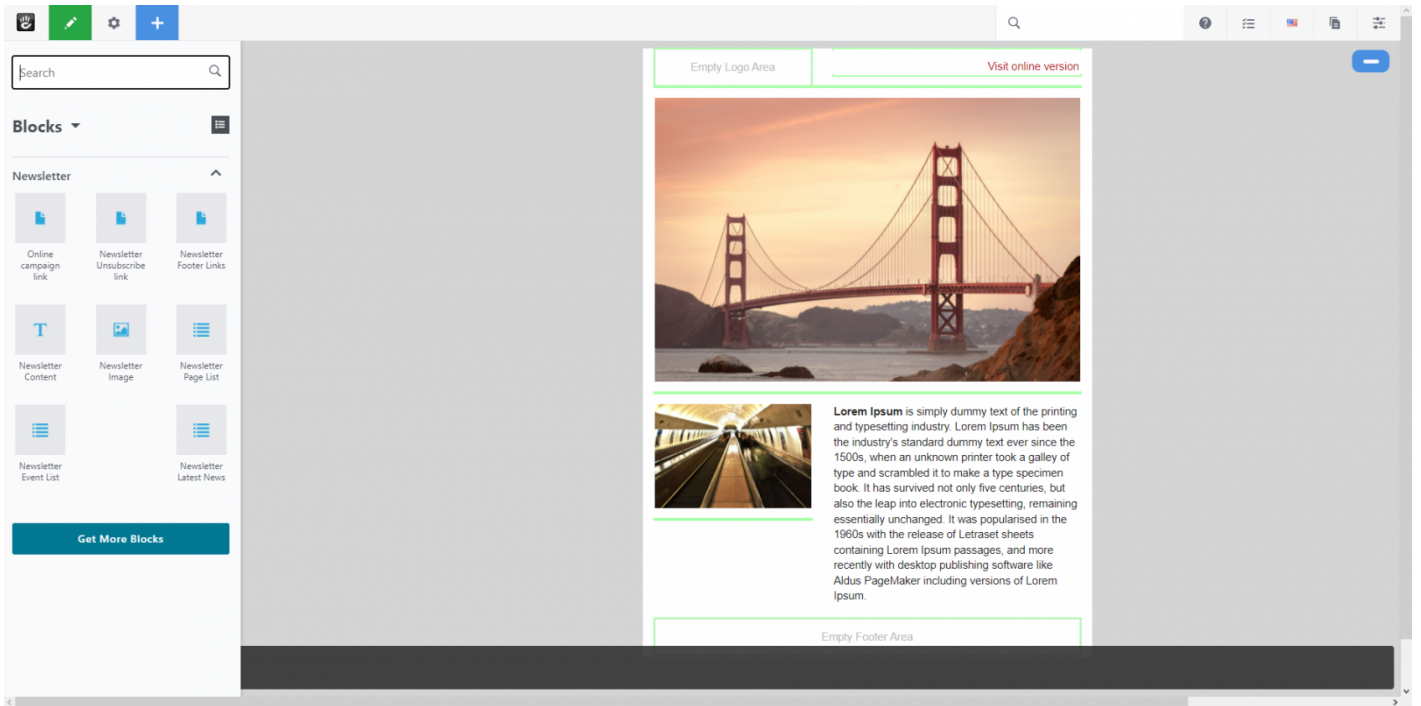 Search
Blocks
Newsletter
Online
campaign
link
Newsletter
Unsubscribe
link
Newsletter
Footer Links
Newsletter
Content
Newsletter
Image
Newsletter
Page List
Newsletter
Event List
Newsletter
Latest News
Get More Blocks
Empty Logo Area
Visit online version
Lorem Ipsum is simply dummy text of the printing
and typesetting industry. Lorem Ipsum has been
the industry's standard dummy text ever since the
1500s, when an unknown printer took a galley of
type and scrambled it to make a type specimen
book. It has survived not only five centuries, but
also the leap into electronic typesetting, remaining
essentially unchanged. It was popularised in the
1960s with the release of Letraset sheets
containing Lorem Ipsum passages, and more
recently with desktop publishing software like
Aldus PageMaker including versions of Lorem
Ipsum.
Empty Footer Area